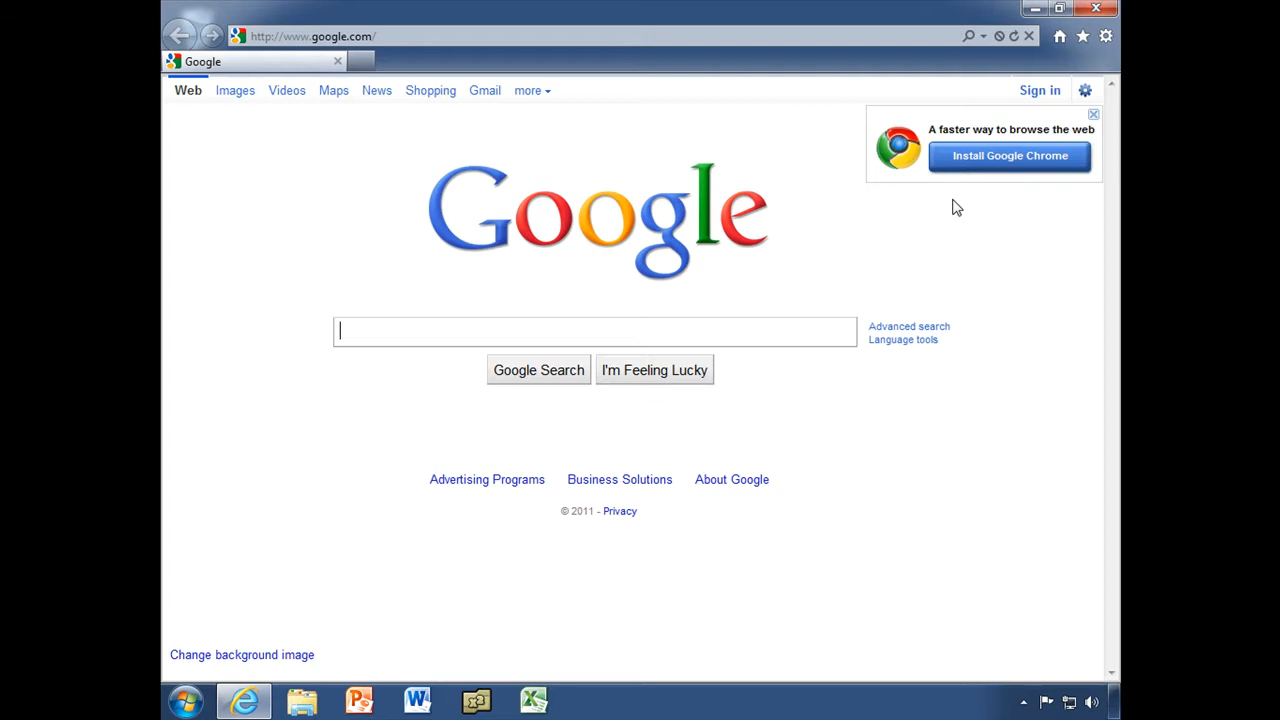 http://www.google.com/
Google
Web Images Videos Maps News Shopping Gmail more
Sign in
A faster way to browse the web
Install Google Chrome
Google
Advanced search
Language tools
Google Search I'm Feeling Lucky
Advertising Programs Business Solutions About Google
© 2011 - Privacy
Change background image